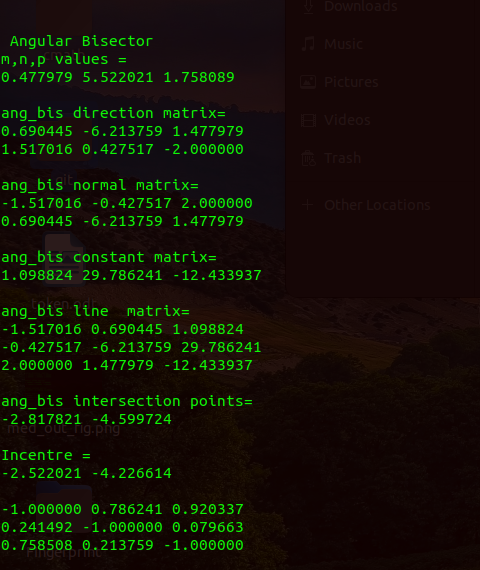 Angular Bisector
m,n,p values =
0.477979 5.522021 1.758089
ang_bis direction matrix=
0.690445 -6.213759 1.477979
1.517016 0.427517 -2.000000
ang_bis normal matrix=
-1.517016 -0.427517 2.000000
0.690445 -6.213759 1.477979
ang_bis constant matrix=
1.098824 29.786241 -12.433937
ang_bis line  matrix=
-1.517016 0.690445 1.098824
-0.427517 -6.213759 29.786241
2.000000 1.477979 -12.433937
ang_bis intersection points=
-2.817821 -4.599724
Incentre =
-2.522021 -4.226614
-1.000000 0.786241 0.920337
0.241492 -1.000000 0.079663
0.758508 0.213759 -1.000000
Downloads
Music
Pictures
Videos
Trash
Other Locations